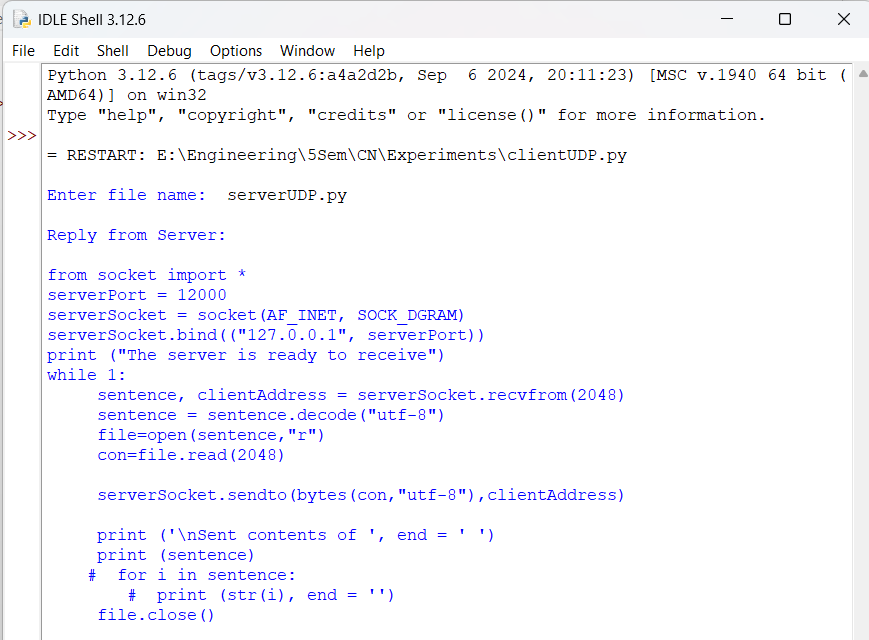 IDLE Shell 3.12.6
File Edit Shell Debug Options Window Help
Python 3.12.6 (tags/v3.12.6:a4a2d2b, Sep  6 2024, 20:11:23) [MSC v.1940 64 bit (
AMD64)] on win32
Type "help", "copyright", "credits" or "license()" for more information.
>>>
= RESTART: E:\Engineering\5Sem\CN\Experiments\clientUDP.py
Enter file name:  serverUDP.py
Reply from Server:
from socket import *
serverPort = 12000
serverSocket = socket(AF_INET, SOCK_DGRAM)
serverSocket.bind(("127.0.0.1", serverPort))
print ("The server is ready to receive")
while 1:
     sentence, clientAddress = serverSocket.recvfrom(2048)
     sentence = sentence.decode("utf-8")
     file=open(sentence,"r")
     con=file.read(2048)
     serverSocket.sendto(bytes(con,"utf-8"),clientAddress)
     print ('\nSent contents of ', end = ' ')
     print (sentence)
    #  for i in sentence:
        #  print (str(i), end = '')
     file.close()